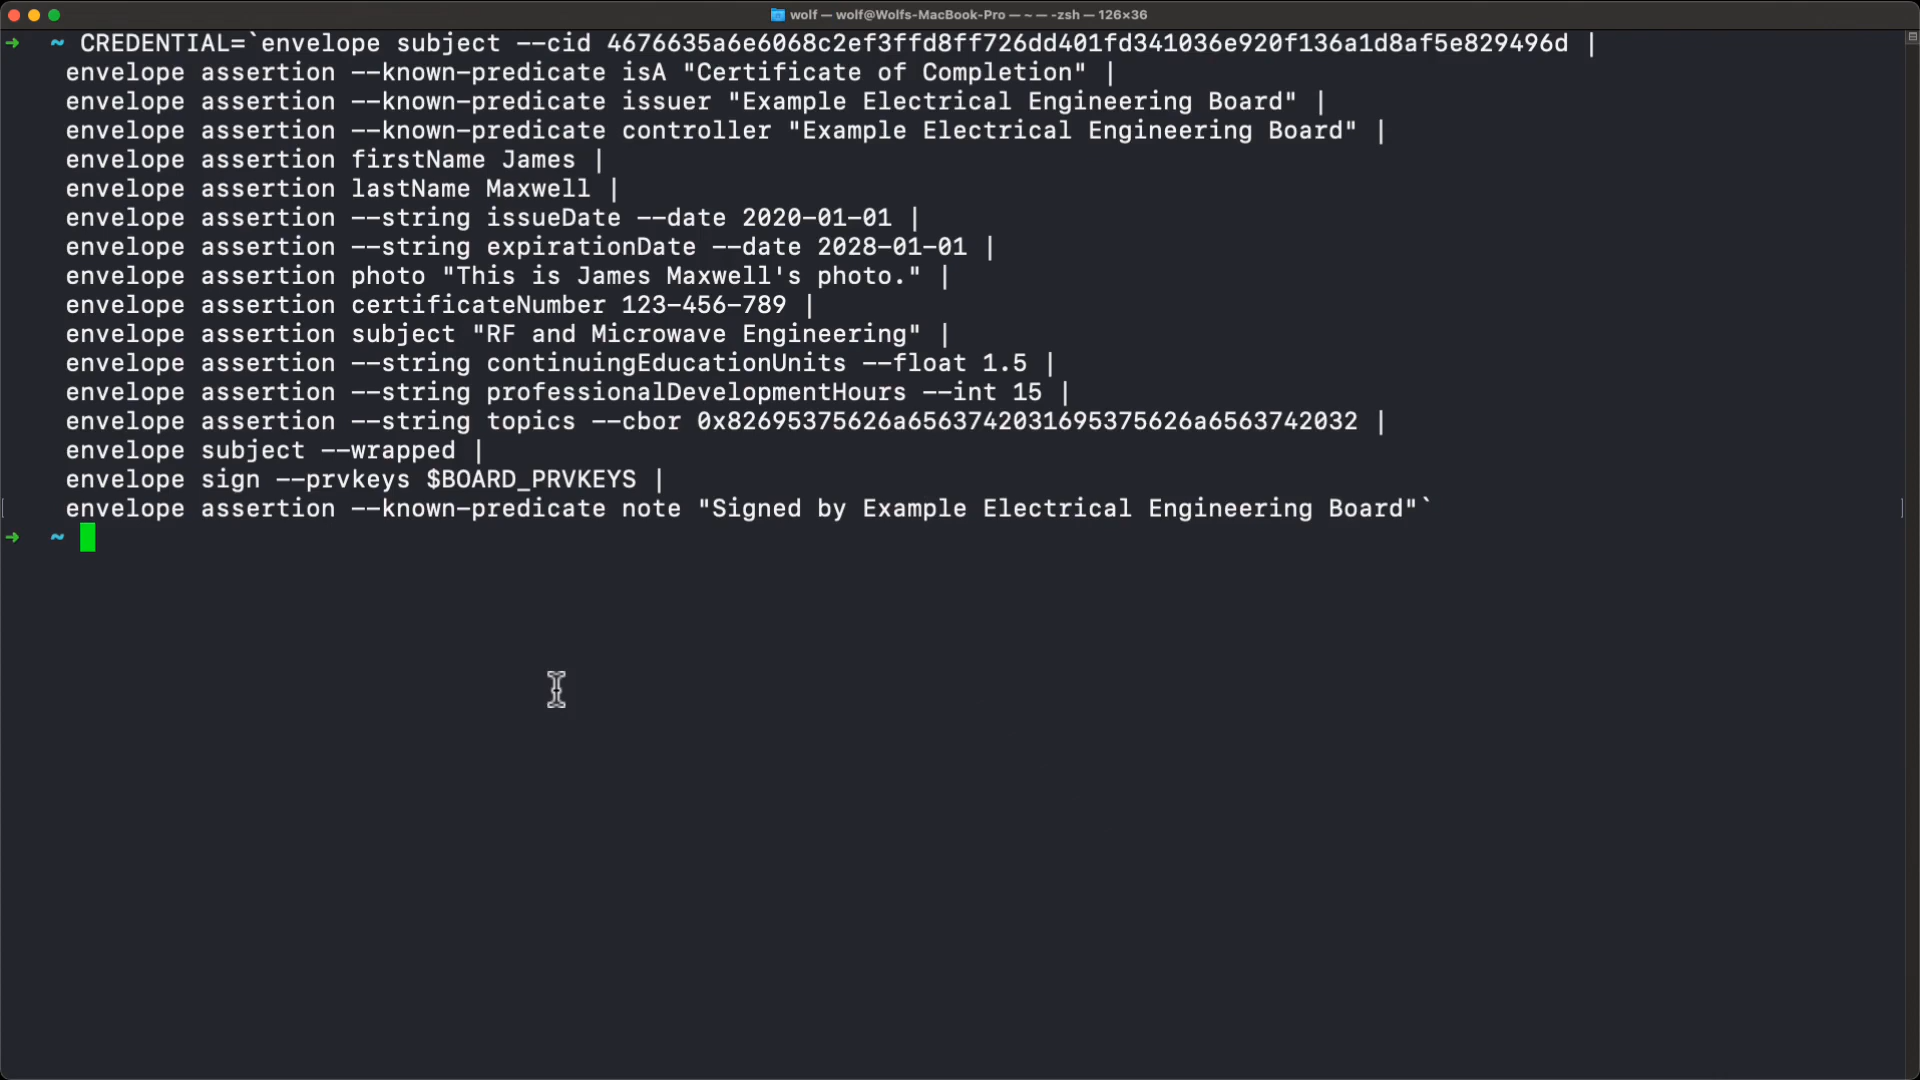 wolf — wolf@Wolfs-MacBook-Pro — ~ — -zsh — 126×36
➜  ~ CREDENTIAL=`envelope subject --cid 4676635a6e6068c2ef3ffd8ff726dd401fd341036e920f136a1d8af5e829496d |
envelope assertion --known-predicate isA "Certificate of Completion" |
envelope assertion --known-predicate issuer "Example Electrical Engineering Board" |
envelope assertion --known-predicate controller "Example Electrical Engineering Board" |
envelope assertion firstName James |
envelope assertion lastName Maxwell |
envelope assertion --string issueDate --date 2020-01-01 |
envelope assertion --string expirationDate --date 2028-01-01 |
envelope assertion photo "This is James Maxwell's photo." |
envelope assertion certificateNumber 123-456-789 |
envelope assertion subject "RF and Microwave Engineering" |
envelope assertion --string continuingEducationUnits --float 1.5 |
envelope assertion --string professionalDevelopmentHours --int 15 |
envelope assertion --string topics --cbor 0x82695375626a6563742031695375626a6563742032 |
envelope subject --wrapped |
envelope sign --prvkeys $BOARD_PRVKEYS |
envelope assertion --known-predicate note "Signed by Example Electrical Engineering Board"`
➜  ~